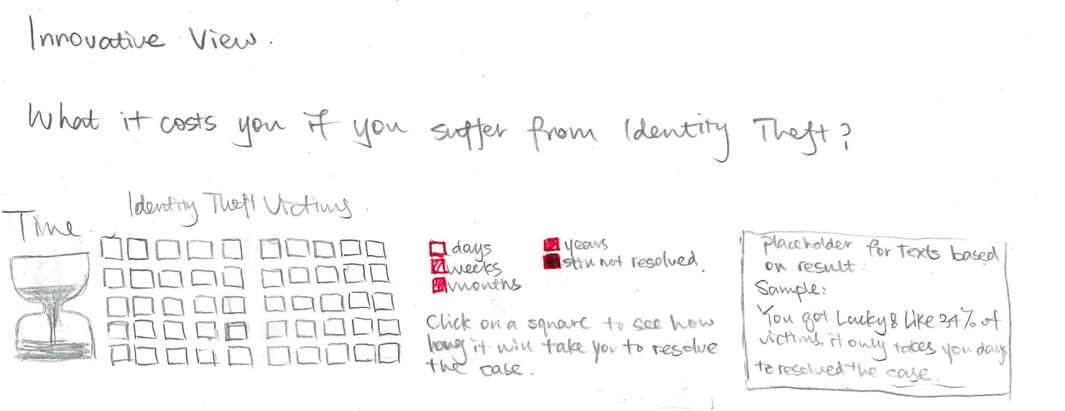 Innovative View.
What it costs you if you suffer from Identity Theft?
Time
Identity Theft Victims.
days
weeks
months
years
still not resolved.
Click on a square to see how
long it will take you to resolve
the case.
Placeholder for Texts based
on result.
Sample:
You got Lucky & Like 34% of
victims, it only takes you days
to resolved the case.